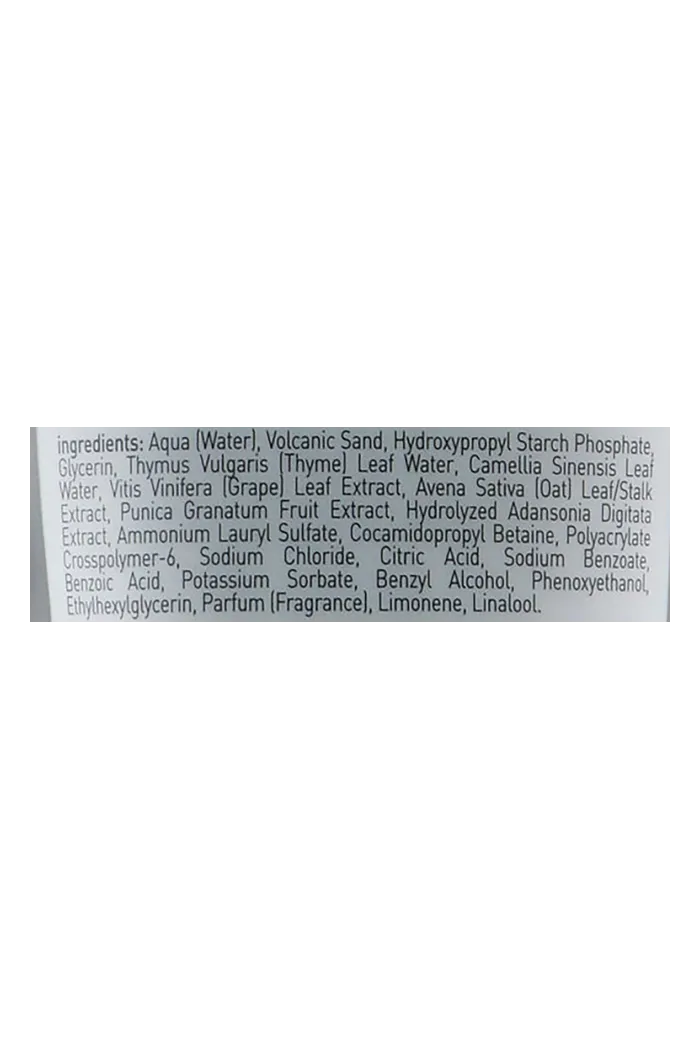 ingredients: Aqua (Water), Volcanic Sand, Hydroxypropyl Starch Phosphate,
Glycerin, Thymus Vulgaris (Thyme) Leaf Water, Camellia Sinensis Leaf
Water, Vitis Vinifera (Grape) Leaf Extract, Avena Sativa (Oat) Leaf/Stalk
Extract, Punica Granatum Fruit Extract, Hydrolyzed Adansonia Digitata
Extract, Ammonium Lauryl Sulfate, Cocamidopropyl Betaine, Polyacrylate
Crosspolymer-6, Sodium Chloride, Citric Acid, Sodium Benzoate,
Benzoic Acid, Potassium Sorbate, Benzyl Alcohol, Phenoxyethanol,
Ethylhexylglycerin, Parfum (Fragrance), Limonene, Linalool.